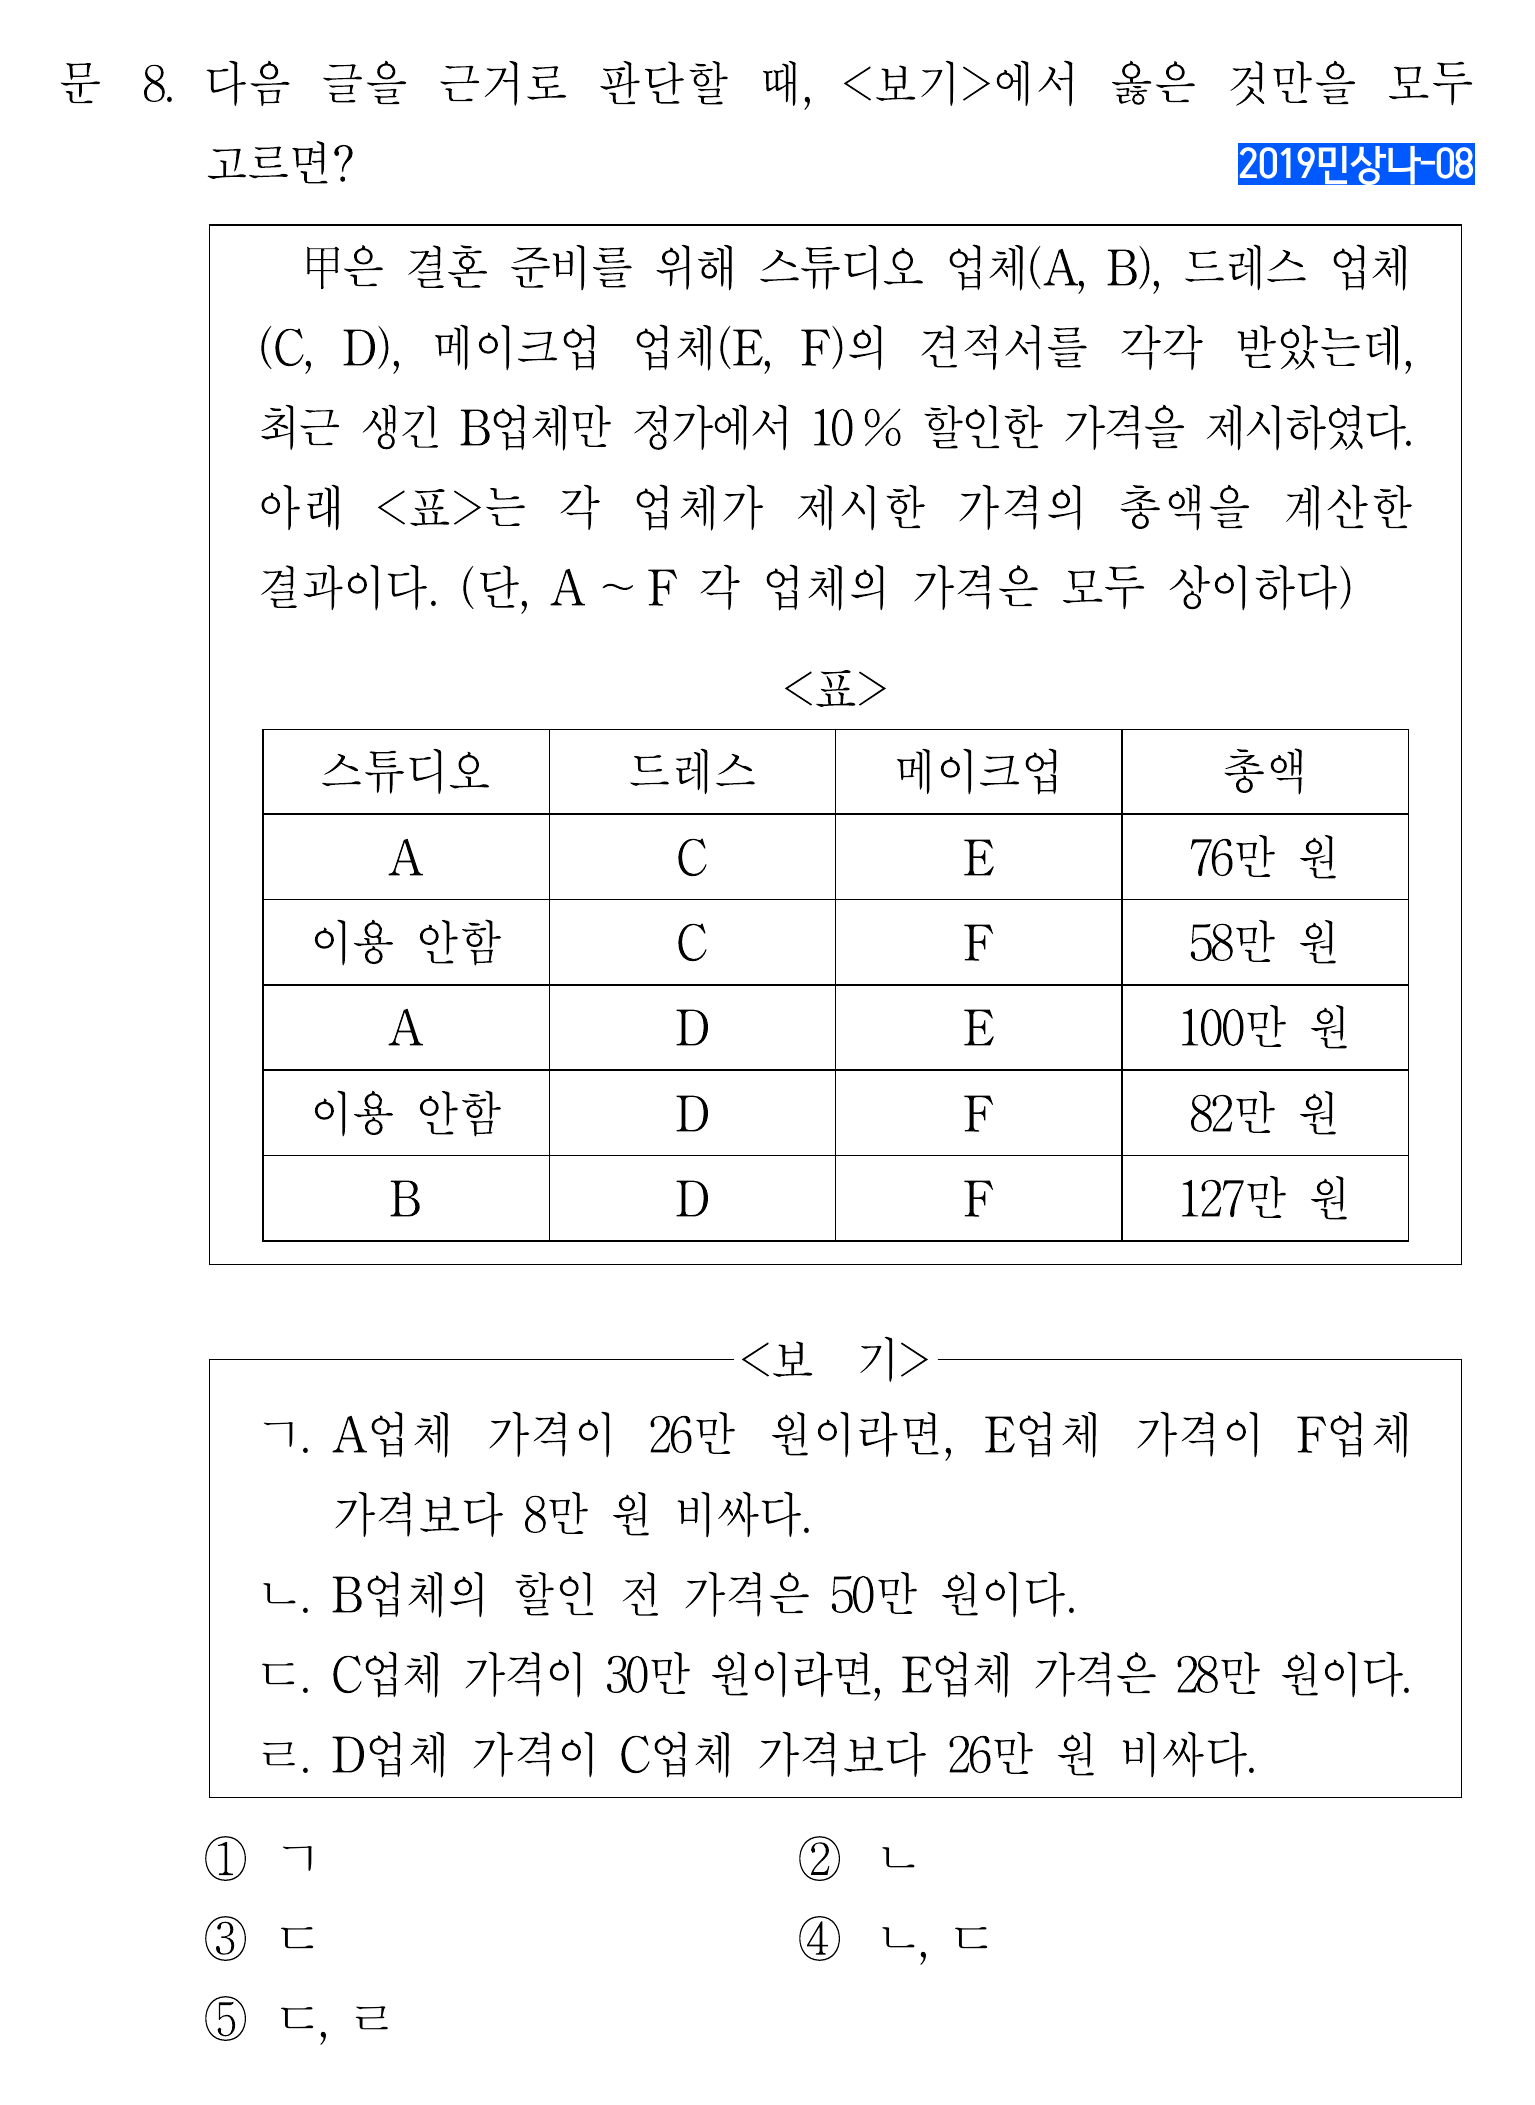 문 8. 다음 글을 근거로 판단할 때, <보기>에서 옳은 것만을 모두
고르면?
2019민상나-08
甲은 결혼 준비를 위해 스튜디오 업체(A, B), 드레스 업체
(C, D), 메이크업 업체(E, F)의 견적서를 각각 받았는데,
최근 생긴 B업체만 정가에서 10% 할인한 가격을 제시하였다.
아래 <표>는 각 업체가 제시한 가격의 총액을 계산한
결과이다. (단, A ~ F 각 업체의 가격은 모두 상이하다)
<표>
스튜디오 드레스 메이크업 총액
A C E 76만 원
이용 안함 C F 58만 원
A D E 100만 원
이용 안함 D F 82만 원
B D F 127만 원
<보 기>
ㄱ. A업체 가격이 26만 원이라면, E업체 가격이 F업체
가격보다 8만 원 비싸다.
ㄴ. B업체의 할인 전 가격은 50만 원이다.
ㄷ. C업체 가격이 30만 원이라면, E업체 가격은 28만 원이다.
ㄹ. D업체 가격이 C업체 가격보다 26만 원 비싸다.
① ㄱ ② ㄴ
③ ㄷ ④ ㄴ, ㄷ
⑤ ㄷ, ㄹ